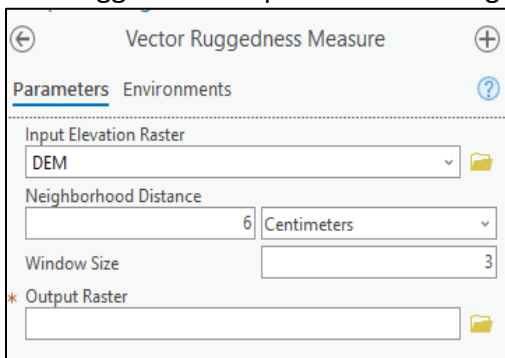 Vector Ruggedness Measure
Parameters Environments
Input Elevation Raster
DEM
Neighborhood Distance
6 Centimeters
Window Size 3
* Output Raster